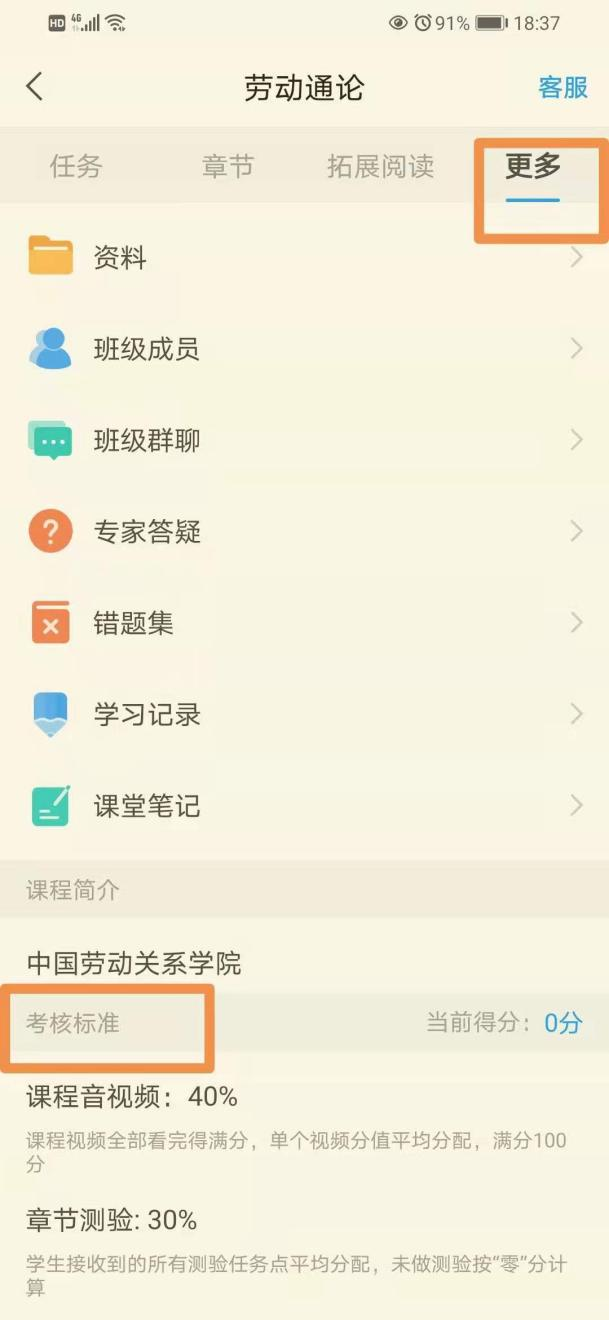 HD 4G 91% 18:37
劳动通论 客服
任务 章节 拓展阅读 更多
资料
班级成员
班级群聊
专家答疑
错题集
学习记录
课堂笔记
课程简介
中国劳动关系学院
考核标准 当前得分：0分
课程音视频：40%
课程视频全部看完得满分，单个视频分值平均分配，满分100
分
章节测验: 30%
学生接收到的所有测验任务点平均分配，未做测验按“零”分计
算